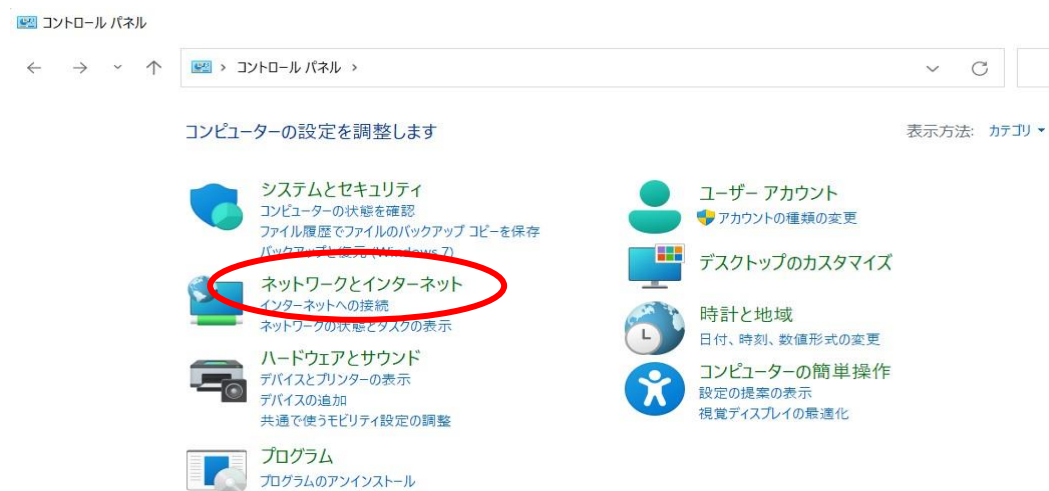 コントロール パネル
コントロール パネル
コンピューターの設定を調整します
表示方法: カテゴリ
システムとセキュリティ
コンピューターの状態を確認
ファイル履歴でファイルのバックアップ コピーを保存
バックアップと復元 (Windows 7)
ネットワークとインターネット
インターネットへの接続
ネットワークの状態とタスクの表示
ハードウェアとサウンド
デバイスとプリンターの表示
デバイスの追加
共通で使うモビリティ設定の調整
プログラム
プログラムのアンインストール
ユーザー アカウント
アカウントの種類の変更
デスクトップのカスタマイズ
時計と地域
日付、時刻、数値形式の変更
コンピューターの簡単操作
設定の提案の表示
視覚ディスプレイの最適化